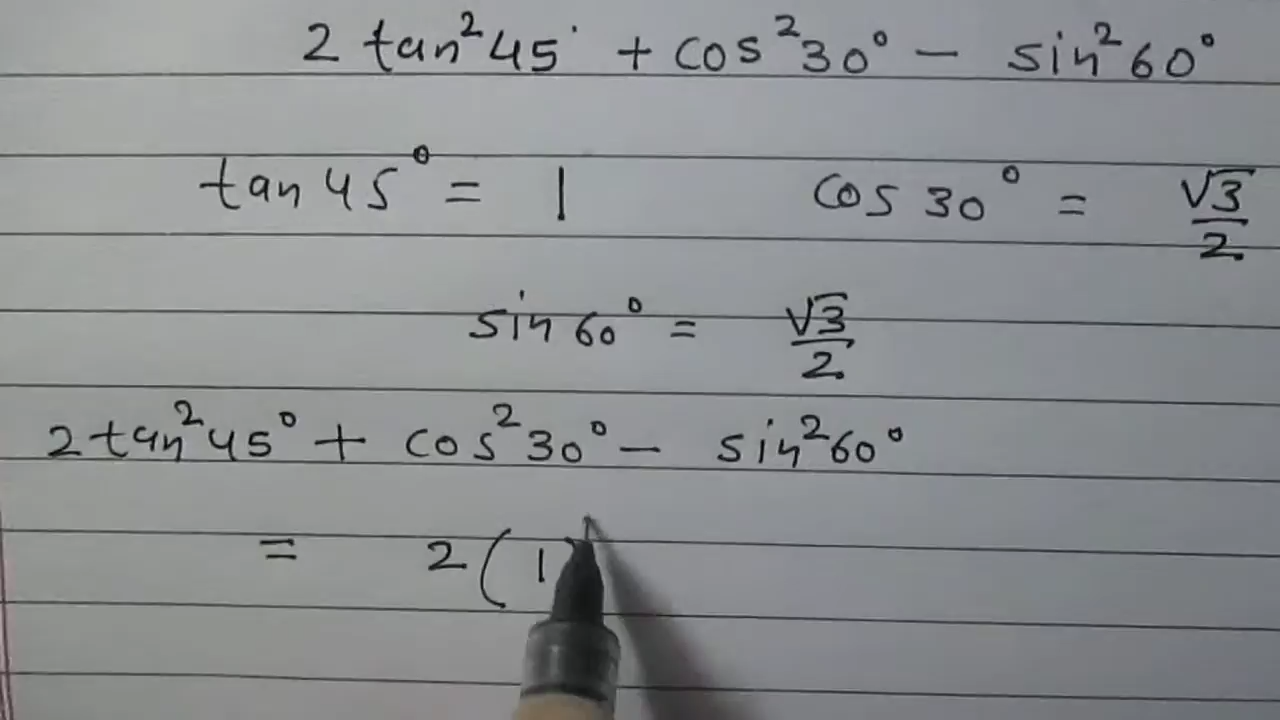 2 tan²45° + cos²30° − sin²60°
tan 45° = 1 cos 30° = √3/2
sin 60° = √3/2
2 tan²45° + cos²30° − sin²60°
= 2(1